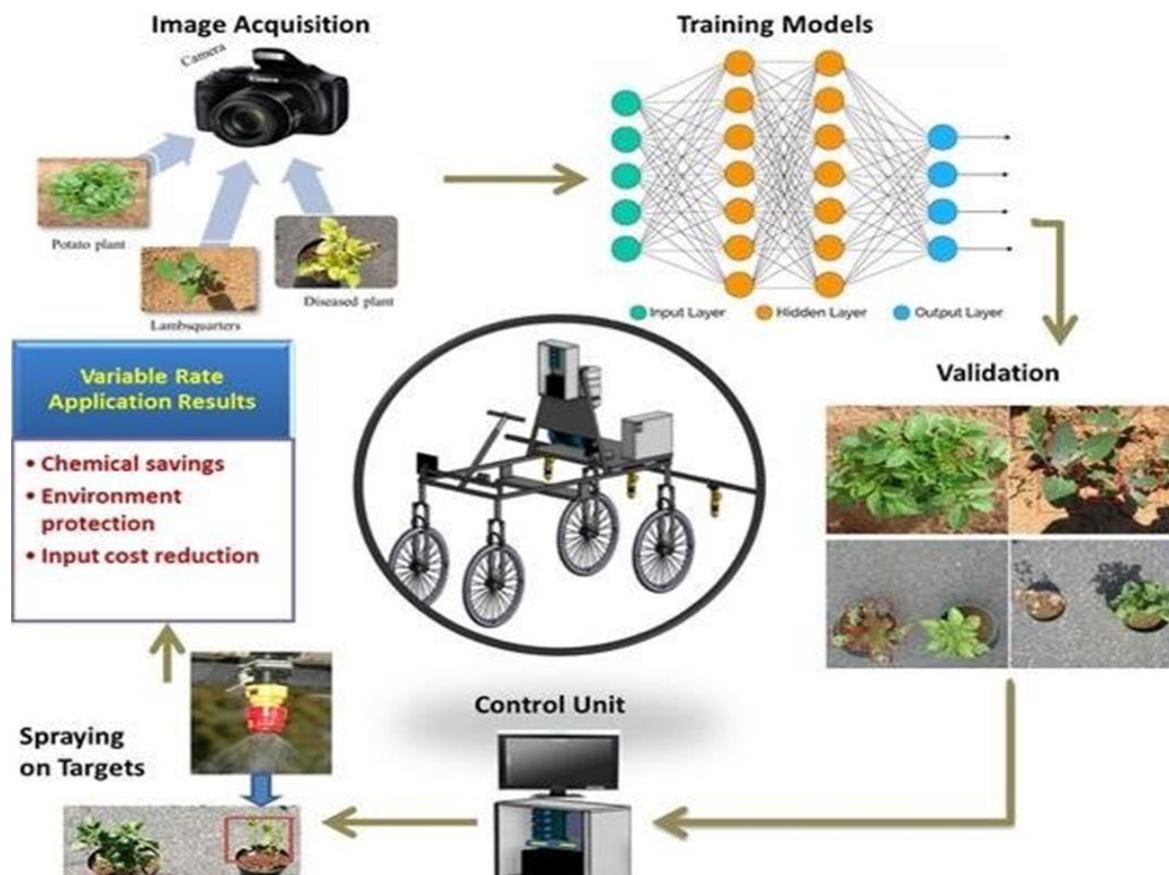 Image Acquisition
Camera
Canon
Potato plant
Lambsquarters
Diseased plant
Training Models
Input Layer
Hidden Layer
Output Layer
Validation
Control Unit
Spraying
on Targets
Variable Rate
Application Results
• Chemical savings
• Environment
protection
• Input cost reduction